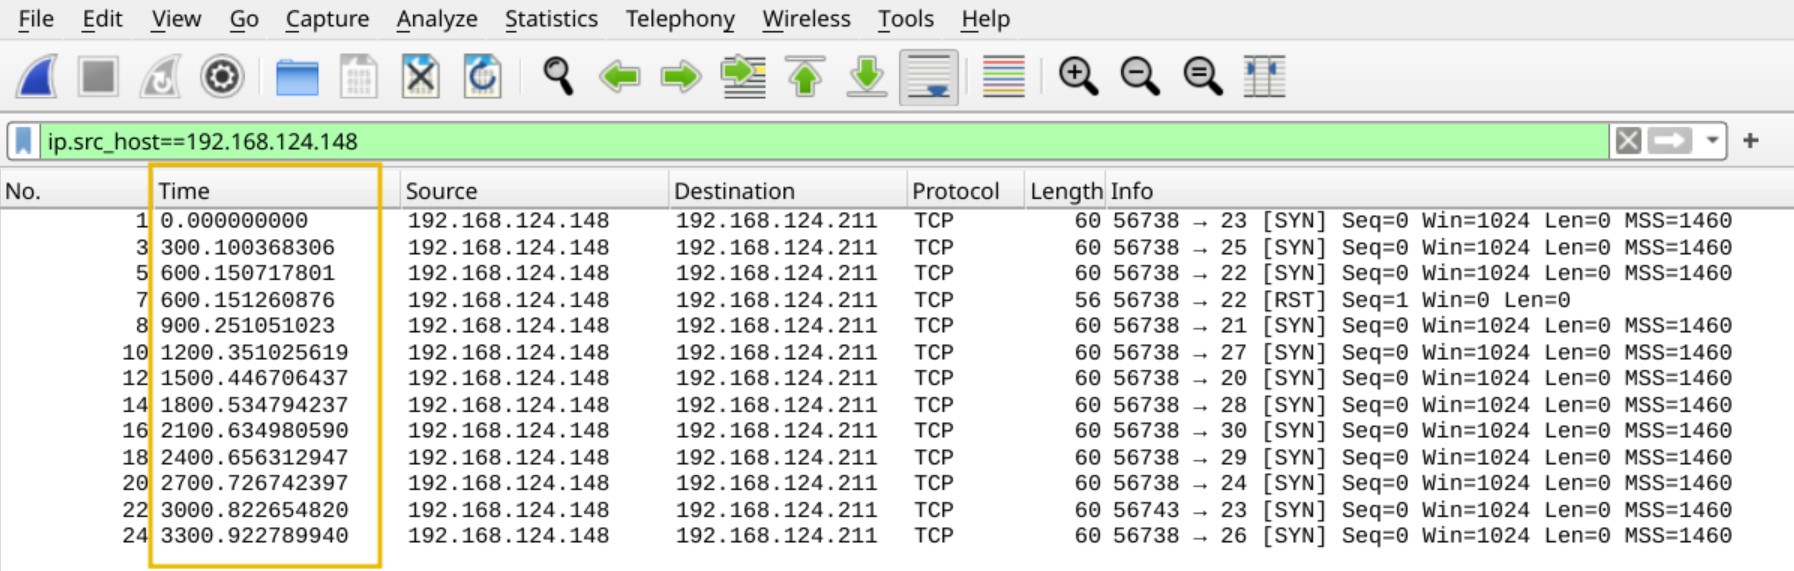 File Edit View Go Capture Analyze Statistics Telephony Wireless Tools Help
ip.src_host==192.168.124.148
No. Time Source Destination Protocol Length Info
1 0.000000000 192.168.124.148 192.168.124.211 TCP 60 56738 → 23 [SYN] Seq=0 Win=1024 Len=0 MSS=1460
3 300.100368306 192.168.124.148 192.168.124.211 TCP 60 56738 → 25 [SYN] Seq=0 Win=1024 Len=0 MSS=1460
5 600.150717801 192.168.124.148 192.168.124.211 TCP 60 56738 → 22 [SYN] Seq=0 Win=1024 Len=0 MSS=1460
7 600.151260876 192.168.124.148 192.168.124.211 TCP 56 56738 → 22 [RST] Seq=1 Win=0 Len=0
8 900.251051023 192.168.124.148 192.168.124.211 TCP 60 56738 → 21 [SYN] Seq=0 Win=1024 Len=0 MSS=1460
10 1200.351025619 192.168.124.148 192.168.124.211 TCP 60 56738 → 27 [SYN] Seq=0 Win=1024 Len=0 MSS=1460
12 1500.446706437 192.168.124.148 192.168.124.211 TCP 60 56738 → 20 [SYN] Seq=0 Win=1024 Len=0 MSS=1460
14 1800.534794237 192.168.124.148 192.168.124.211 TCP 60 56738 → 28 [SYN] Seq=0 Win=1024 Len=0 MSS=1460
16 2100.634980590 192.168.124.148 192.168.124.211 TCP 60 56738 → 30 [SYN] Seq=0 Win=1024 Len=0 MSS=1460
18 2400.656312947 192.168.124.148 192.168.124.211 TCP 60 56738 → 29 [SYN] Seq=0 Win=1024 Len=0 MSS=1460
20 2700.726742397 192.168.124.148 192.168.124.211 TCP 60 56738 → 24 [SYN] Seq=0 Win=1024 Len=0 MSS=1460
22 3000.822654820 192.168.124.148 192.168.124.211 TCP 60 56743 → 23 [SYN] Seq=0 Win=1024 Len=0 MSS=1460
24 3300.922789940 192.168.124.148 192.168.124.211 TCP 60 56738 → 26 [SYN] Seq=0 Win=1024 Len=0 MSS=1460